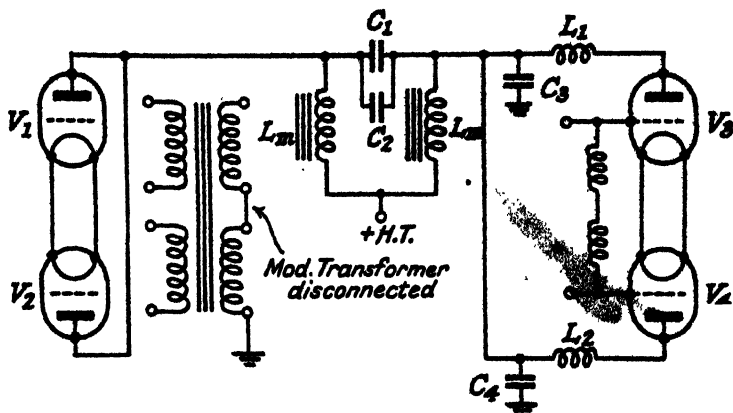 C1
L1
V1
Lm
C2
Lm
C3
V3
+H.T.
Mod. Transformer
disconnected
V2
V4
L2
C4